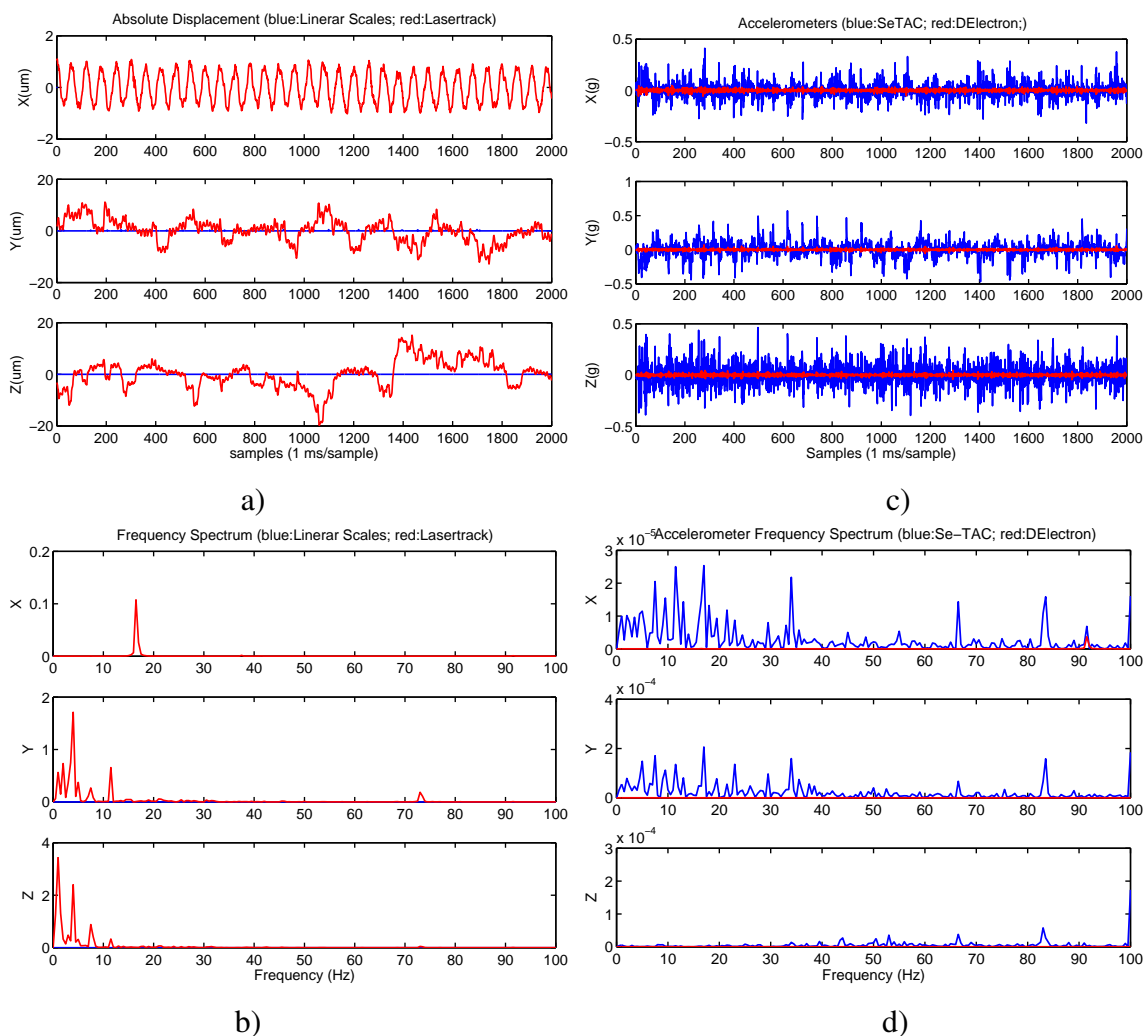 Absolute Displacement (blue:Linerar Scales; red:Lasertrack)
2
0
−2
X(um)
0 200 400 600 800 1000 1200 1400 1600 1800 2000
20
0
−20
Y(um)
0 200 400 600 800 1000 1200 1400 1600 1800 2000
20
0
−20
Z(um)
0 200 400 600 800 1000 1200 1400 1600 1800 2000
samples (1 ms/sample)
a)
Accelerometers (blue:SeTAC; red:DElectron;)
0.5
0
−0.5
X(g)
0 200 400 600 800 1000 1200 1400 1600 1800 2000
1
0.5
0
−0.5
Y(g)
0 200 400 600 800 1000 1200 1400 1600 1800 2000
0.5
0
−0.5
Z(g)
0 200 400 600 800 1000 1200 1400 1600 1800 2000
Samples (1 ms/sample)
c)
Frequency Spectrum (blue:Linerar Scales; red:Lasertrack)
0.2
0.1
0
X
0 10 20 30 40 50 60 70 80 90 100
2
1
0
Y
0 10 20 30 40 50 60 70 80 90 100
4
2
0
Z
0 10 20 30 40 50 60 70 80 90 100
Frequency (Hz)
b)
x 10⁻⁵ Accelerometer Frequency Spectrum (blue:Se−TAC; red:DElectron)
3
2
1
0
X
0 10 20 30 40 50 60 70 80 90 100
x 10⁻⁴
4
2
0
Y
0 10 20 30 40 50 60 70 80 90 100
x 10⁻⁴
3
2
1
0
Z
0 10 20 30 40 50 60 70 80 90 100
Frequency (Hz)
d)